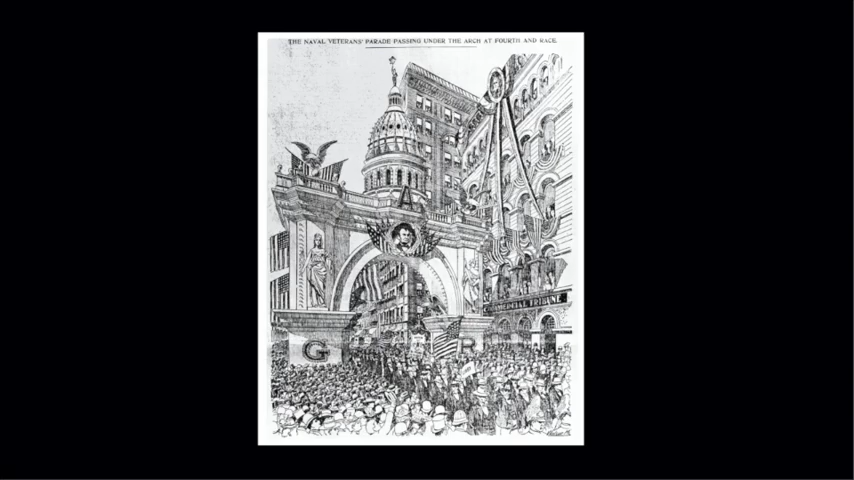 THE NAVAL VETERANS' PARADE PASSING UNDER THE ARCH AT FOURTH AND RACE.
A
COMMERCIAL TRIBUNE
G
R